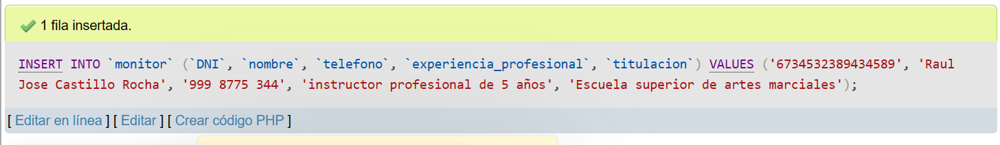 1 fila insertada.
INSERT INTO `monitor` (`DNI`, `nombre`, `telefono`, `experiencia_profesional`, `titulacion`) VALUES ('6734532389434589', 'Raul
Jose Castillo Rocha', '999 8775 344', 'instructor profesional de 5 años', 'Escuela superior de artes marciales');
[ Editar en línea ] [ Editar ] [ Crear código PHP ]